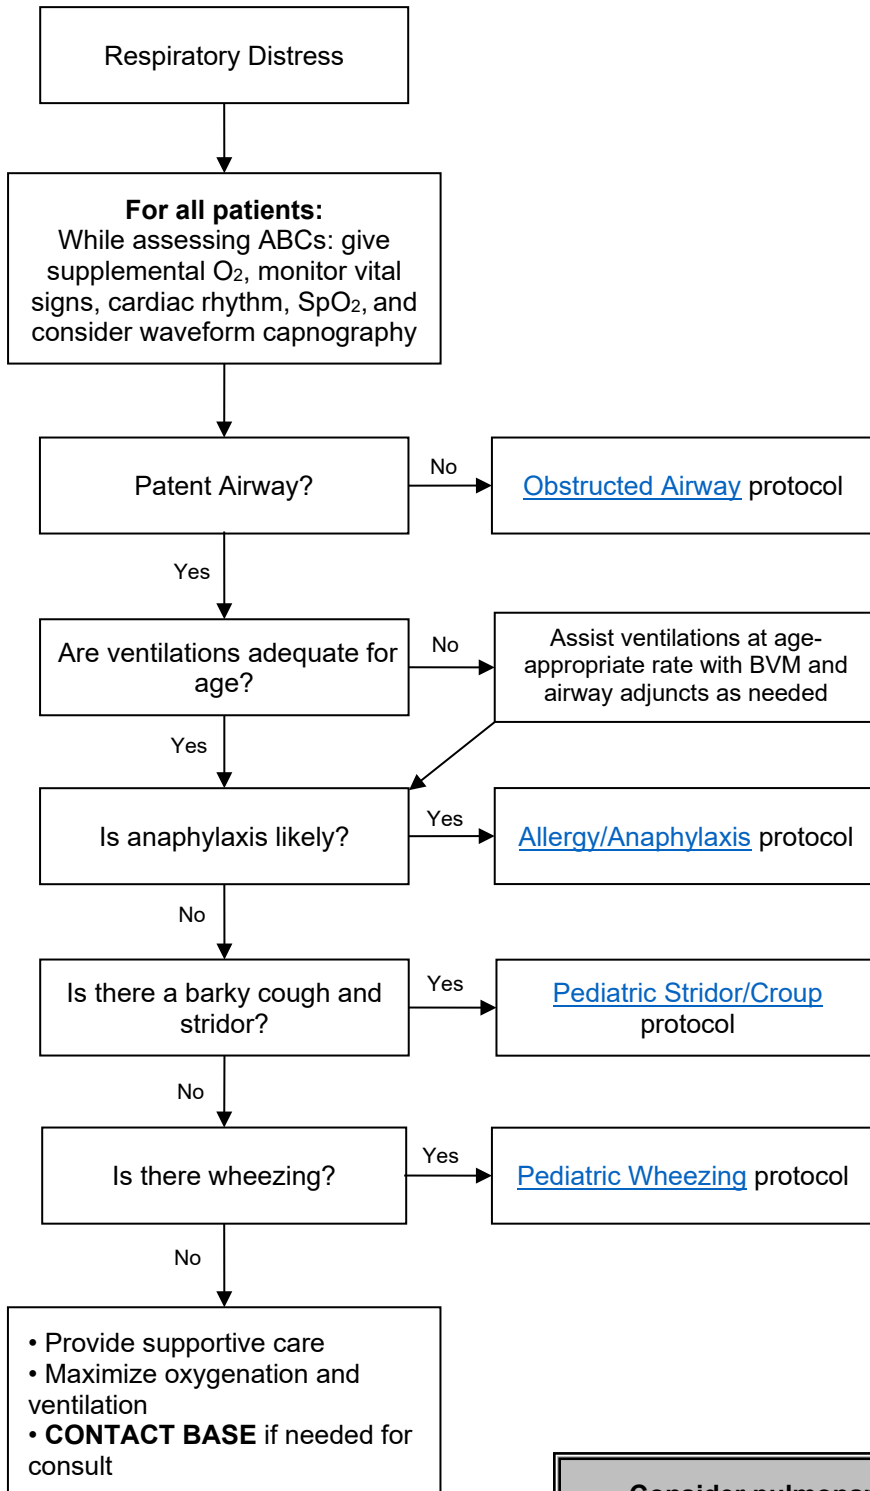 Respiratory Distress
For all patients:
While assessing ABCs: give
supplemental O2, monitor vital
signs, cardiac rhythm, SpO2, and
consider waveform capnography
Patent Airway?
No
Obstructed Airway protocol
Yes
Are ventilations adequate for
age?
No
Assist ventilations at age-
appropriate rate with BVM and
airway adjuncts as needed
Yes
Is anaphylaxis likely?
Yes
Allergy/Anaphylaxis protocol
No
Is there a barky cough and
stridor?
Yes
Pediatric Stridor/Croup
protocol
No
Is there wheezing?
Yes
Pediatric Wheezing protocol
No
• Provide supportive care
• Maximize oxygenation and
ventilation
• CONTACT BASE if needed for
consult
Consider